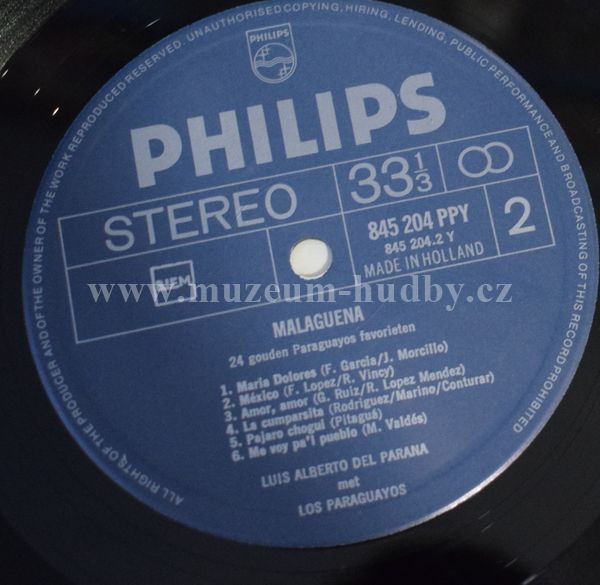 ALL RIGHTS OF THE PRODUCER AND OF THE OWNER OF THE WORK REPRODUCED RESERVED. UNAUTHORISED COPYING, HIRING, LENDING, PUBLIC PERFORMANCE AND BROADCASTING OF THIS RECORD PROHIBITED
PHILIPS
PHILIPS
STEREO
33 1/3
845 204 PPY
845 204.2 Y
MADE IN HOLLAND
2
www.muzeum-hudby.cz
MALAGUENA
24 gouden Paraguayos favorieten
1. Maria Dolores (F. Garcia/J. Morcillo)
2. México (F. Lopez/R. Vincy)
3. Amor, amor (G. Ruiz/R. Lopez Mendez)
4. La cumparsita (Rodriguez/Marino/Conturar)
5. Pajaro chogui (Pitaguá)
6. Me voy pa'l pueblo (M. Valdés)
LUIS ALBERTO DEL PARANA
met
LOS PARAGUAYOS